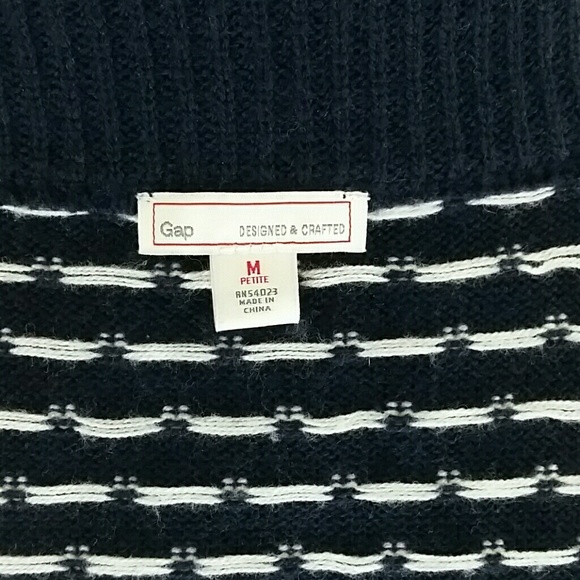 Gap DESIGNED & CRAFTED
M
PETITE
RN54023
MADE IN
CHINA